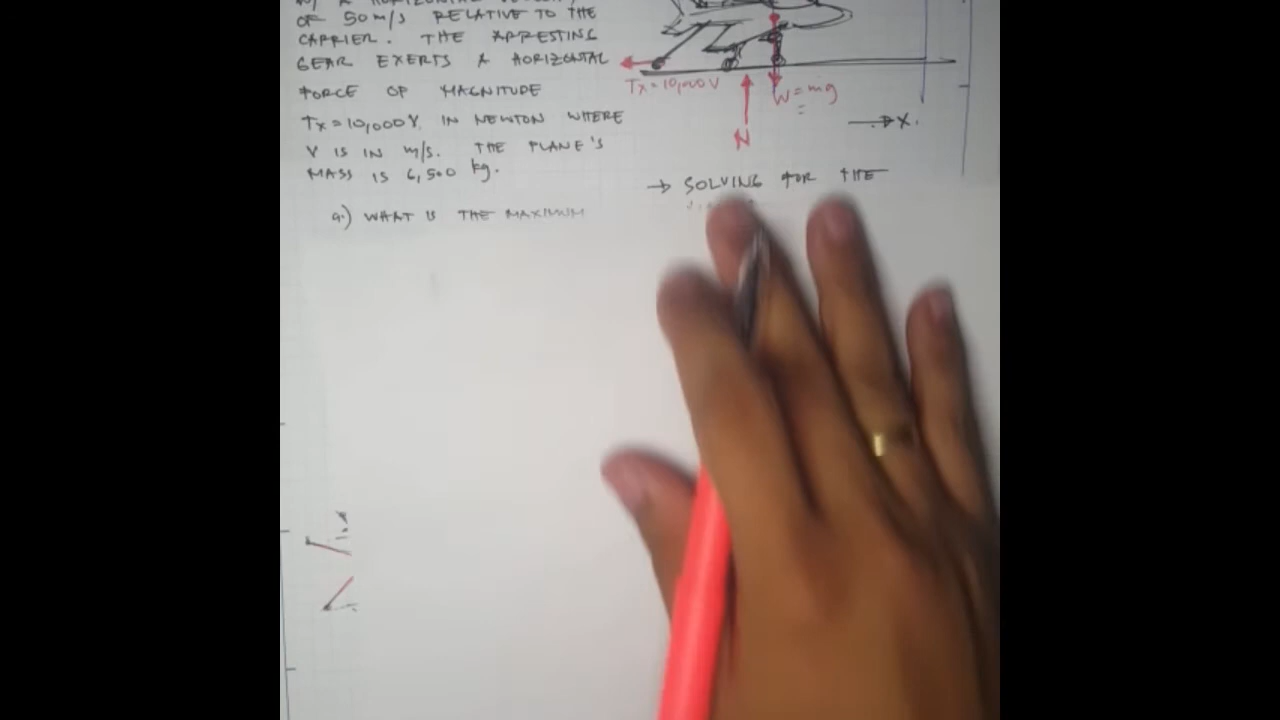 OF 50 m/s RELATIVE TO THE
CARRIER. THE ARRESTING
GEAR EXERTS A HORIZONTAL
FORCE OF MAGNITUDE
Tx = 10,000V. IN NEWTON WHERE
V IS IN m/s. THE PLANE'S
MASS IS 6,500 kg.
a.) WHAT IS THE MAXIMUM
Tx = 10,000V
W = mg
N
X.
→ SOLVING FOR THE